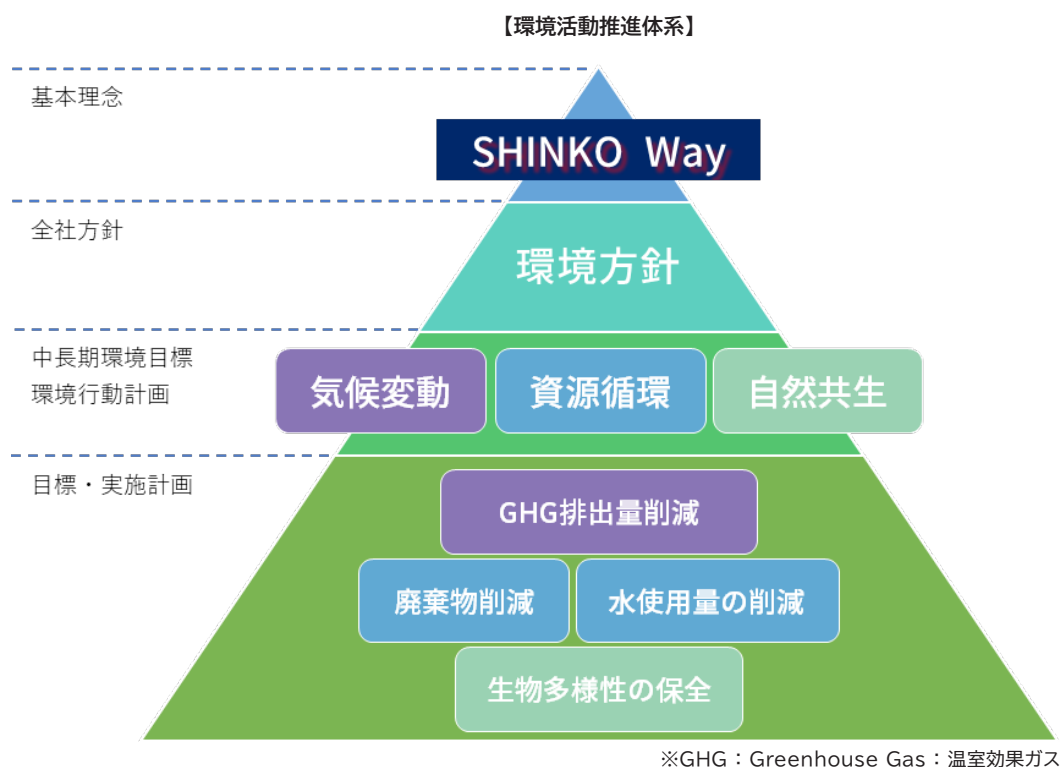 【環境活動推進体系】
基本理念
SHINKO Way
全社方針
環境方針
中長期環境目標
環境行動計画
気候変動
資源循環
自然共生
目標・実施計画
GHG排出量削減
廃棄物削減
水使用量の削減
生物多様性の保全
※GHG：Greenhouse Gas：温室効果ガス